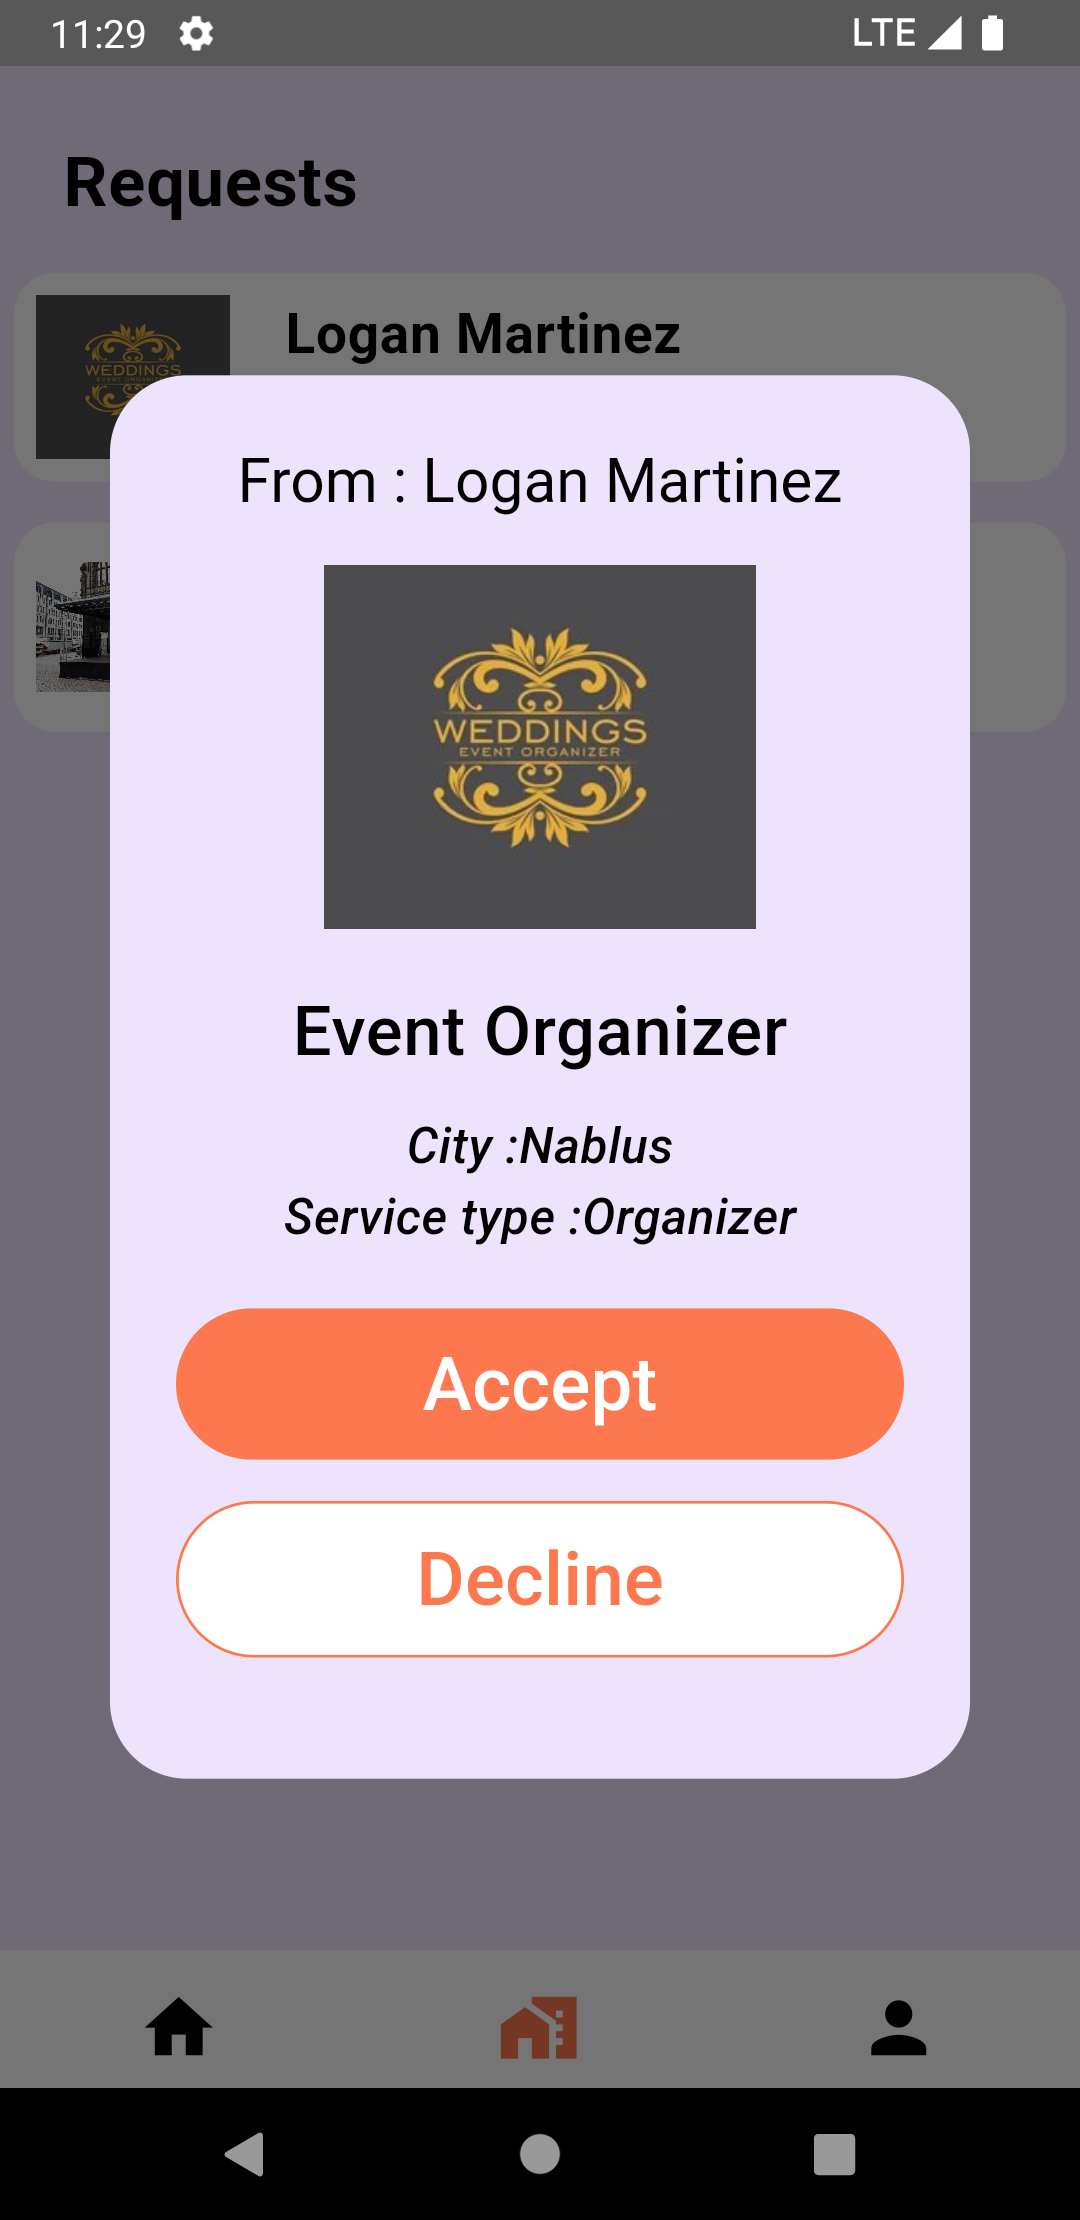 11:29
LTE
Requests
WEDDINGS
Logan Martinez
From : Logan Martinez
WEDDINGS
EVENT ORGANIZER
Event Organizer
City :Nablus
Service type :Organizer
Accept
Decline